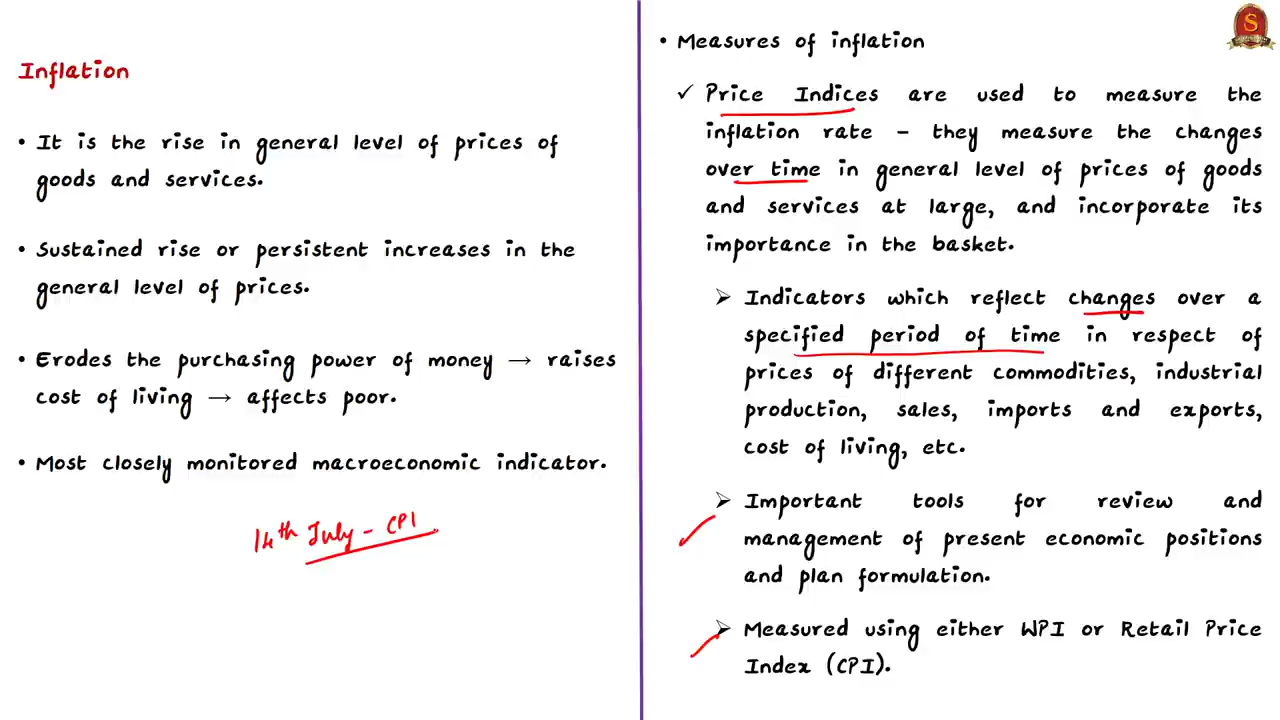 Inflation
• It is the rise in general level of prices of
goods and services.
• Sustained rise or persistent increases in the
general level of prices.
• Erodes the purchasing power of money → raises
cost of living → affects poor.
• Most closely monitored macroeconomic indicator.
14th July - CPI
• Measures of inflation
✓ Price Indices are used to measure the
inflation rate – they measure the changes
over time in general level of prices of goods
and services at large, and incorporate its
importance in the basket.
➢ Indicators which reflect changes over a
specified period of time in respect of
prices of different commodities, industrial
production, sales, imports and exports,
cost of living, etc.
➢ Important tools for review and
management of present economic positions
and plan formulation.
➢ Measured using either WPI or Retail Price
Index (CPI).
S